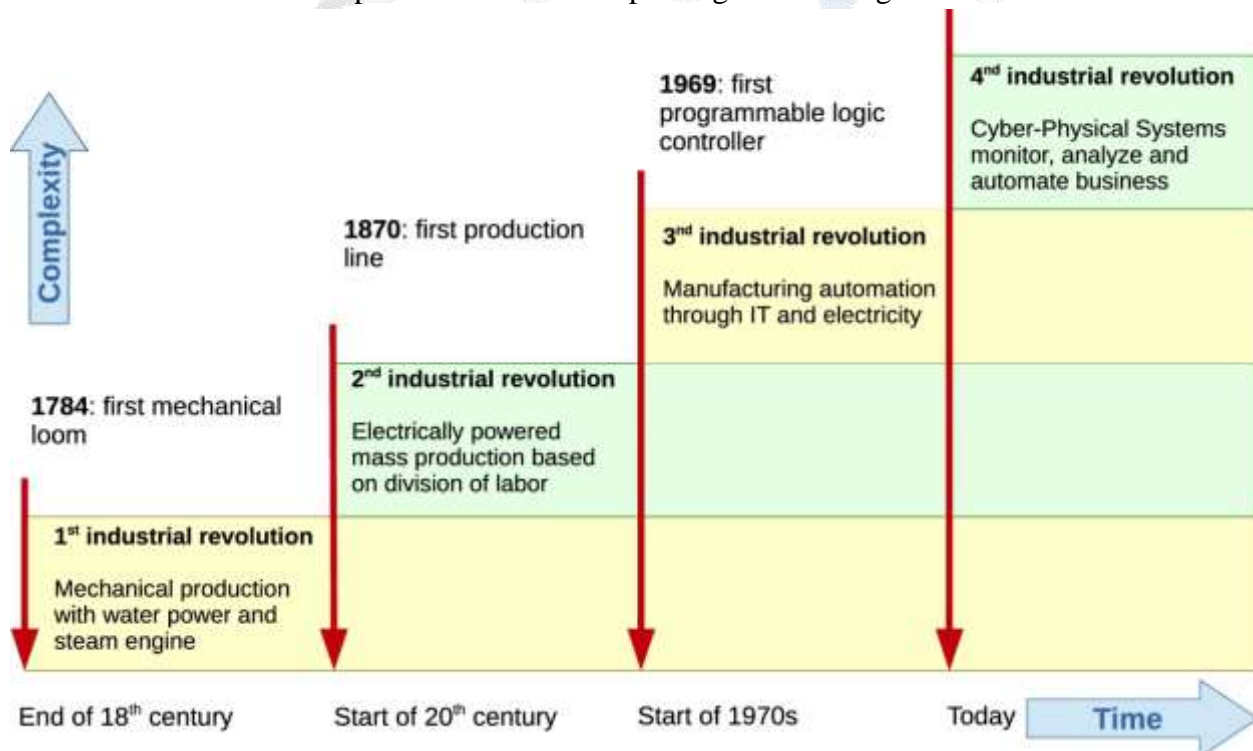 Complexity
1784: first mechanical
loom
1st industrial revolution
Mechanical production
with water power and
steam engine
1870: first production
line
2nd industrial revolution
Electrically powered
mass production based
on division of labor
1969: first
programmable logic
controller
3nd industrial revolution
Manufacturing automation
through IT and electricity
4nd industrial revolution
Cyber-Physical Systems
monitor, analyze and
automate business
End of 18th century
Start of 20th century
Start of 1970s
Today
Time